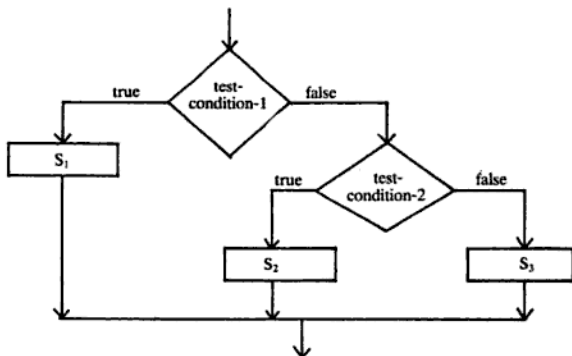 test-
condition-1
true
false
S₁
test-
condition-2
true
false
S₂
S₃